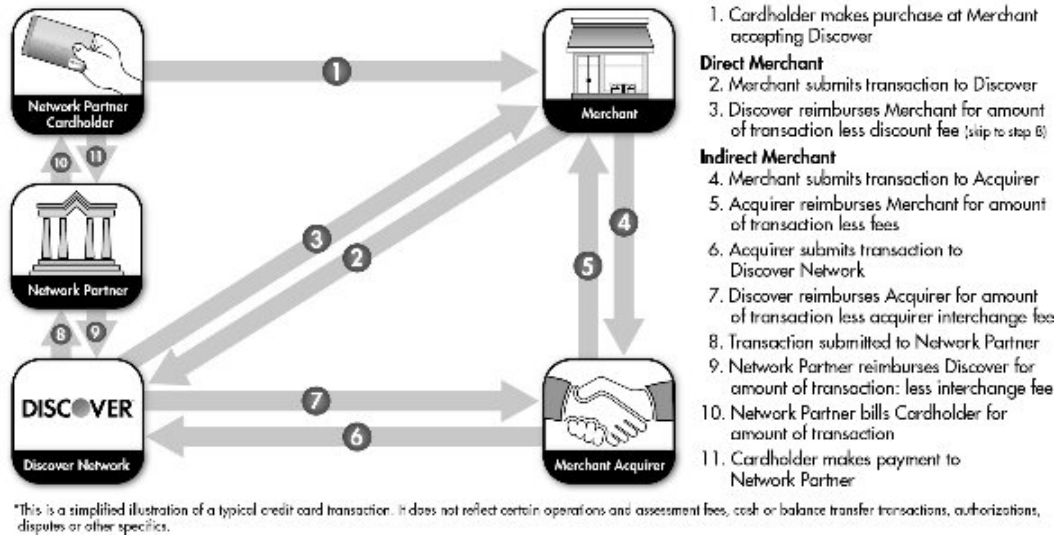 Network Partner
Cardholder
1
Merchant
10
11
3
2
4
5
Network Partner
8
9
DISCOVER
Discover Network
7
6
Merchant Acquirer
1. Cardholder makes purchase at Merchant
accepting Discover
Direct Merchant
2. Merchant submits transaction to Discover
3. Discover reimburses Merchant for amount
of transaction less discount fee (skip to step 8)
Indirect Merchant
4. Merchant submits transaction to Acquirer
5. Acquirer reimburses Merchant for amount
of transaction less fees
6. Acquirer submits transaction to
Discover Network
7. Discover reimburses Acquirer for amount
of transaction less acquirer interchange fee
8. Transaction submitted to Network Partner
9. Network Partner reimburses Discover for
amount of transaction: less interchange fee
10. Network Partner bills Cardholder for
amount of transaction
11. Cardholder makes payment to
Network Partner
*This is a simplified illustration of a typical credit card transaction. It does not reflect certain operations and assessment fees, cash or balance transfer transactions, authorizations,
disputes or other specifics.